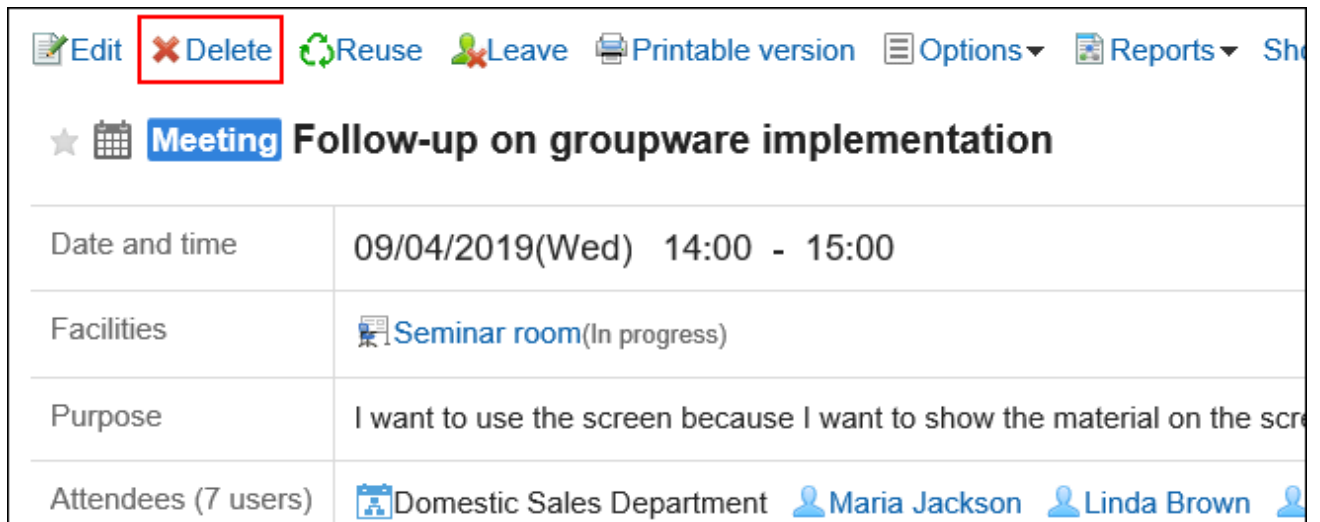 Edit Delete Reuse Leave Printable version Options Reports
Meeting Follow-up on groupware implementation
Date and time 09/04/2019(Wed) 14:00 - 15:00
Facilities Seminar room(In progress)
Purpose I want to use the screen because I want to show the material on the
Attendees (7 users) Domestic Sales Department Maria Jackson Linda Brown